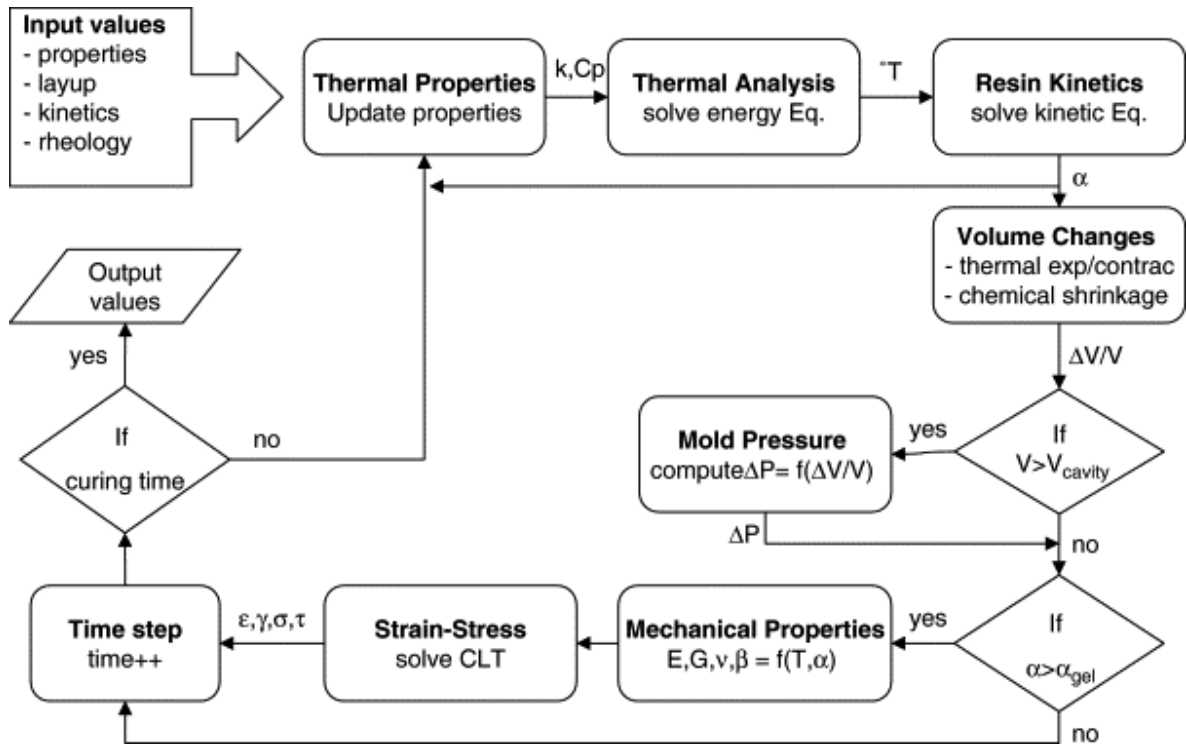 Input values
- properties
- layup
- kinetics
- rheology
Thermal Properties
Update properties
k,Cp
Thermal Analysis
solve energy Eq.
T
Resin Kinetics
solve kinetic Eq.
α
Volume Changes
- thermal exp/contrac
- chemical shrinkage
ΔV/V
If
V>Vcavity
yes
Mold Pressure
computeΔP= f(ΔV/V)
ΔP
no
If
α>αgel
yes
no
Mechanical Properties
E,G,ν,β = f(T,α)
Strain-Stress
solve CLT
ε,γ,σ,τ
Time step
time++
If
curing time
no
yes
Output
values